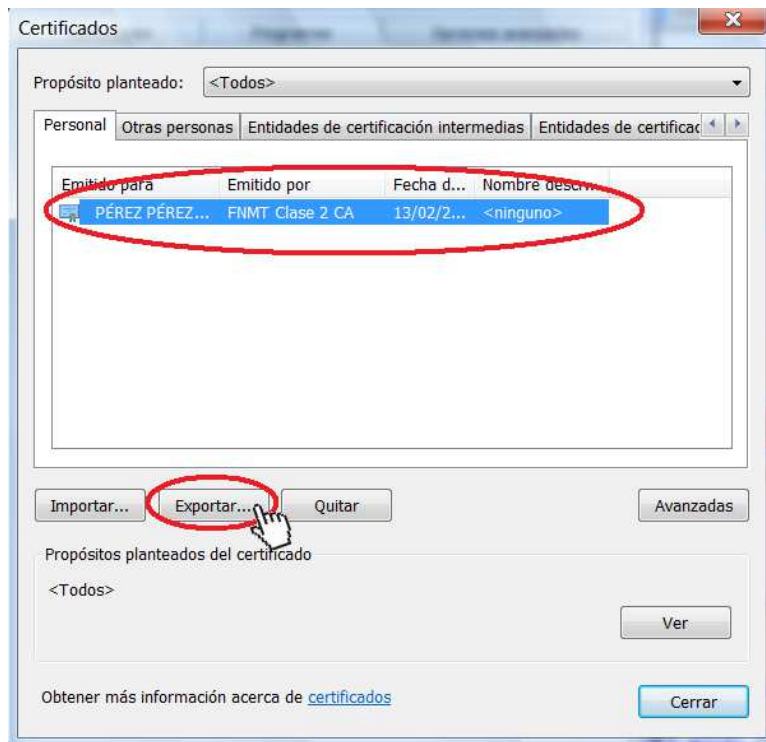 Certificados
Propósito planteado: <Todos>
Personal Otras personas Entidades de certificación intermedias Entidades de certificac
Emitido para Emitido por Fecha d... Nombre descri...
PÉREZ PÉREZ... FNMT Clase 2 CA 13/02/2... <ninguno>
Importar... Exportar... Quitar Avanzadas
Propósitos planteados del certificado
<Todos>
Ver
Obtener más información acerca de certificados
Cerrar